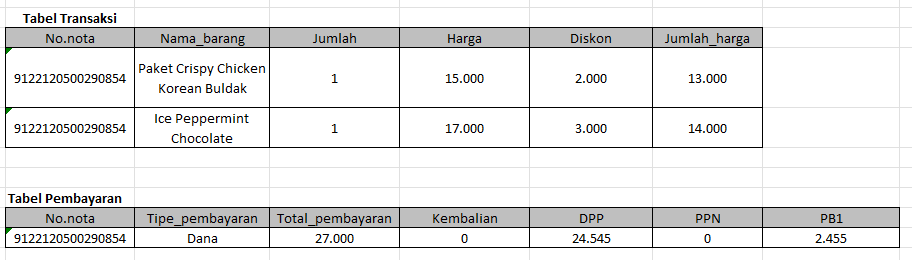 Tabel Transaksi
No.nota Nama_barang Jumlah Harga Diskon Jumlah_harga
9122120500290854 Paket Crispy Chicken Korean Buldak 1 15.000 2.000 13.000
9122120500290854 Ice Peppermint Chocolate 1 17.000 3.000 14.000
Tabel Pembayaran
No.nota Tipe_pembayaran Total_pembayaran Kembalian DPP PPN PB1
9122120500290854 Dana 27.000 0 24.545 0 2.455